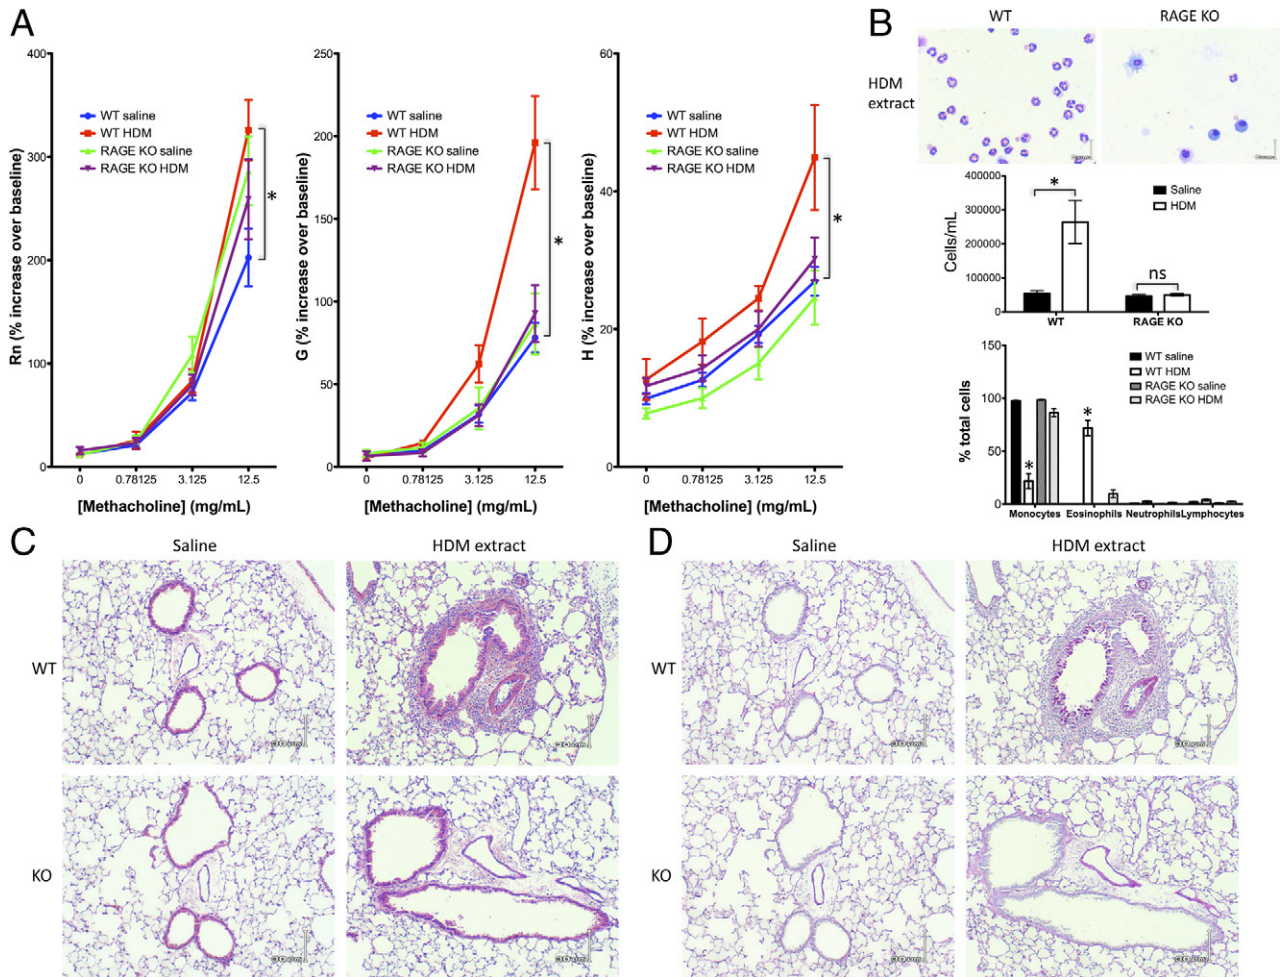 A
400
300
200
100
0
Rn (% increase over baseline)
WT saline
WT HDM
RAGE KO saline
RAGE KO HDM
*
0 0.78125 3.125 12.5
[Methacholine] (mg/mL)
250
200
150
100
50
0
G (% increase over baseline)
WT saline
WT HDM
RAGE KO saline
RAGE KO HDM
*
0 0.78125 3.125 12.5
[Methacholine] (mg/mL)
60
40
20
0
H (% increase over baseline)
WT saline
WT HDM
RAGE KO saline
RAGE KO HDM
*
0 0.78125 3.125 12.5
[Methacholine] (mg/mL)
B
WT RAGE KO
HDM
extract
400000
300000
200000
100000
0
Cells/mL
*
ns
Saline
HDM
WT RAGE KO
150
100
50
0
% total cells
WT saline
WT HDM
RAGE KO saline
RAGE KO HDM
*
*
Monocytes Eosinophils Neutrophils Lymphocytes
C
Saline HDM extract
WT
KO
D
Saline HDM extract
WT
KO